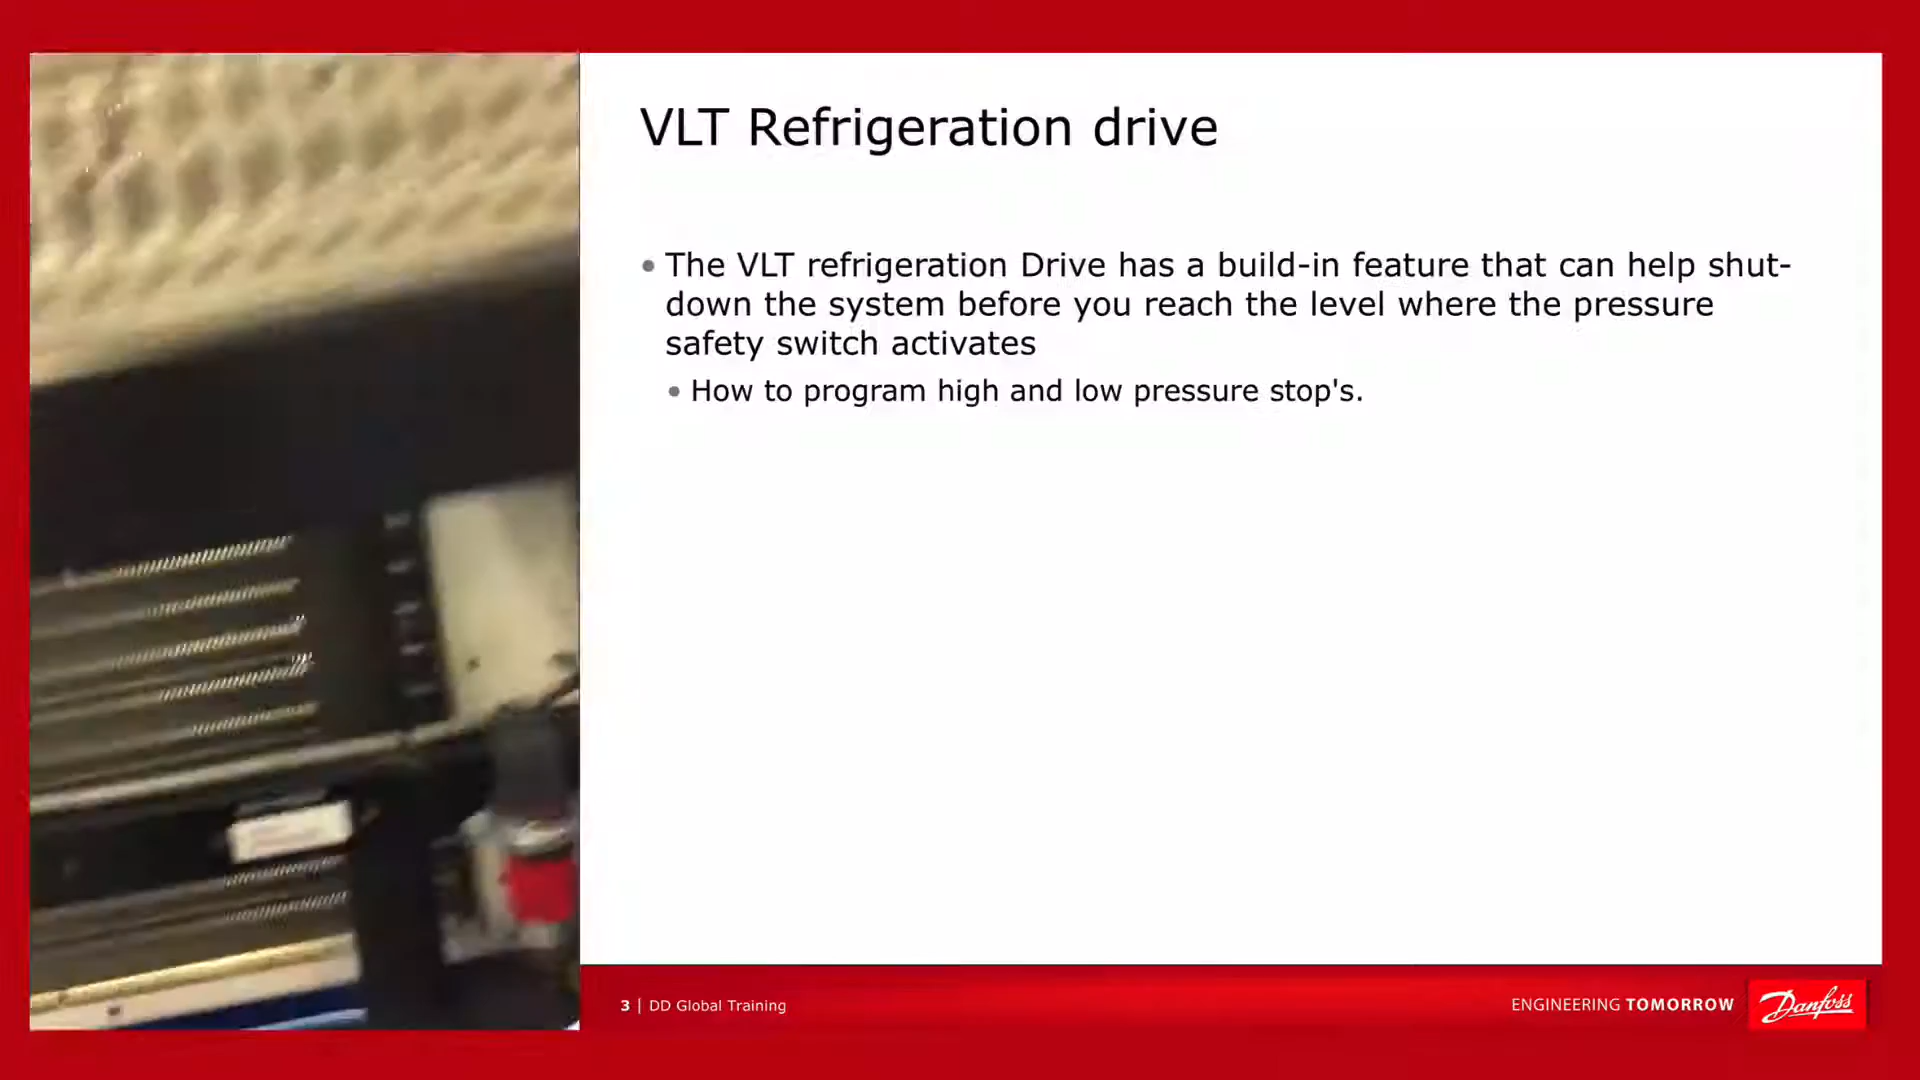 VLT Refrigeration drive
• The VLT refrigeration Drive has a build-in feature that can help shut-
down the system before you reach the level where the pressure
safety switch activates
• How to program high and low pressure stop's.
3 | DD Global Training
ENGINEERING TOMORROW
Danfoss